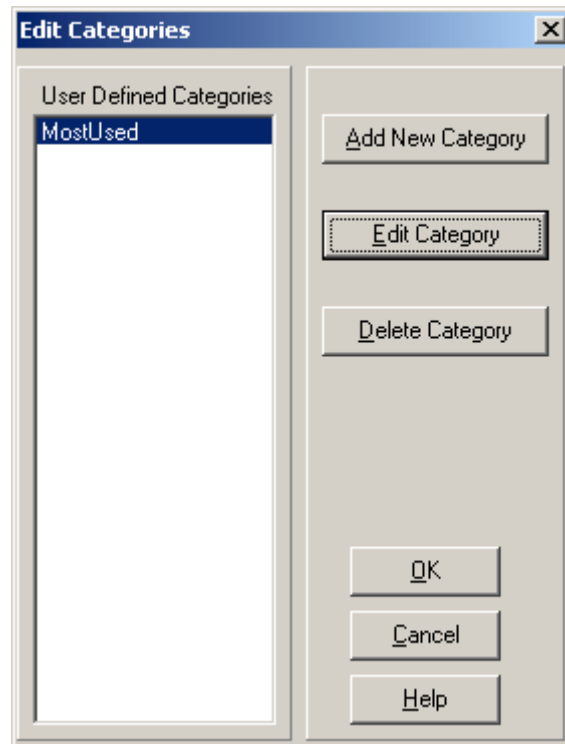 Edit Categories
User Defined Categories
MostUsed
Add New Category
Edit Category
Delete Category
OK
Cancel
Help